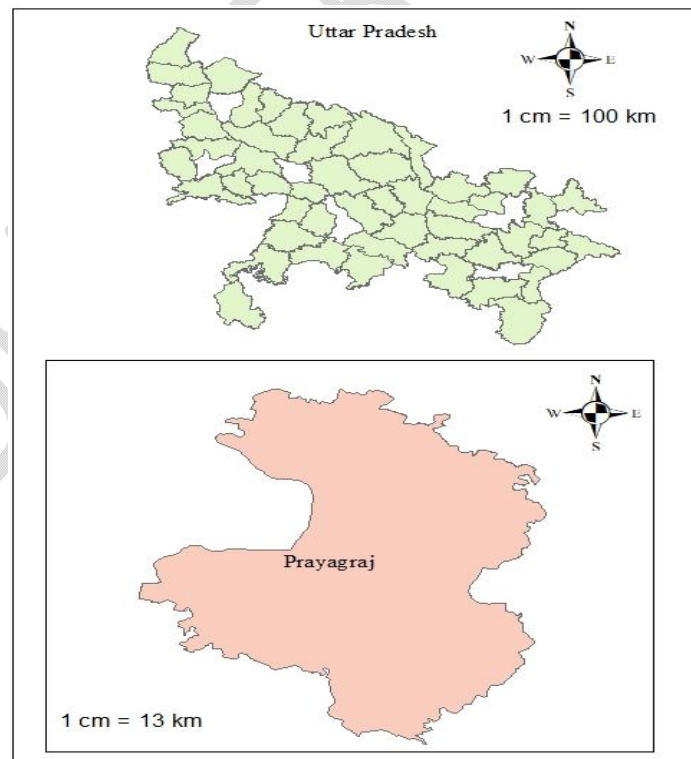 Uttar Pradesh
N
W E
S
1 cm = 100 km
N
W E
S
Prayagraj
1 cm = 13 km